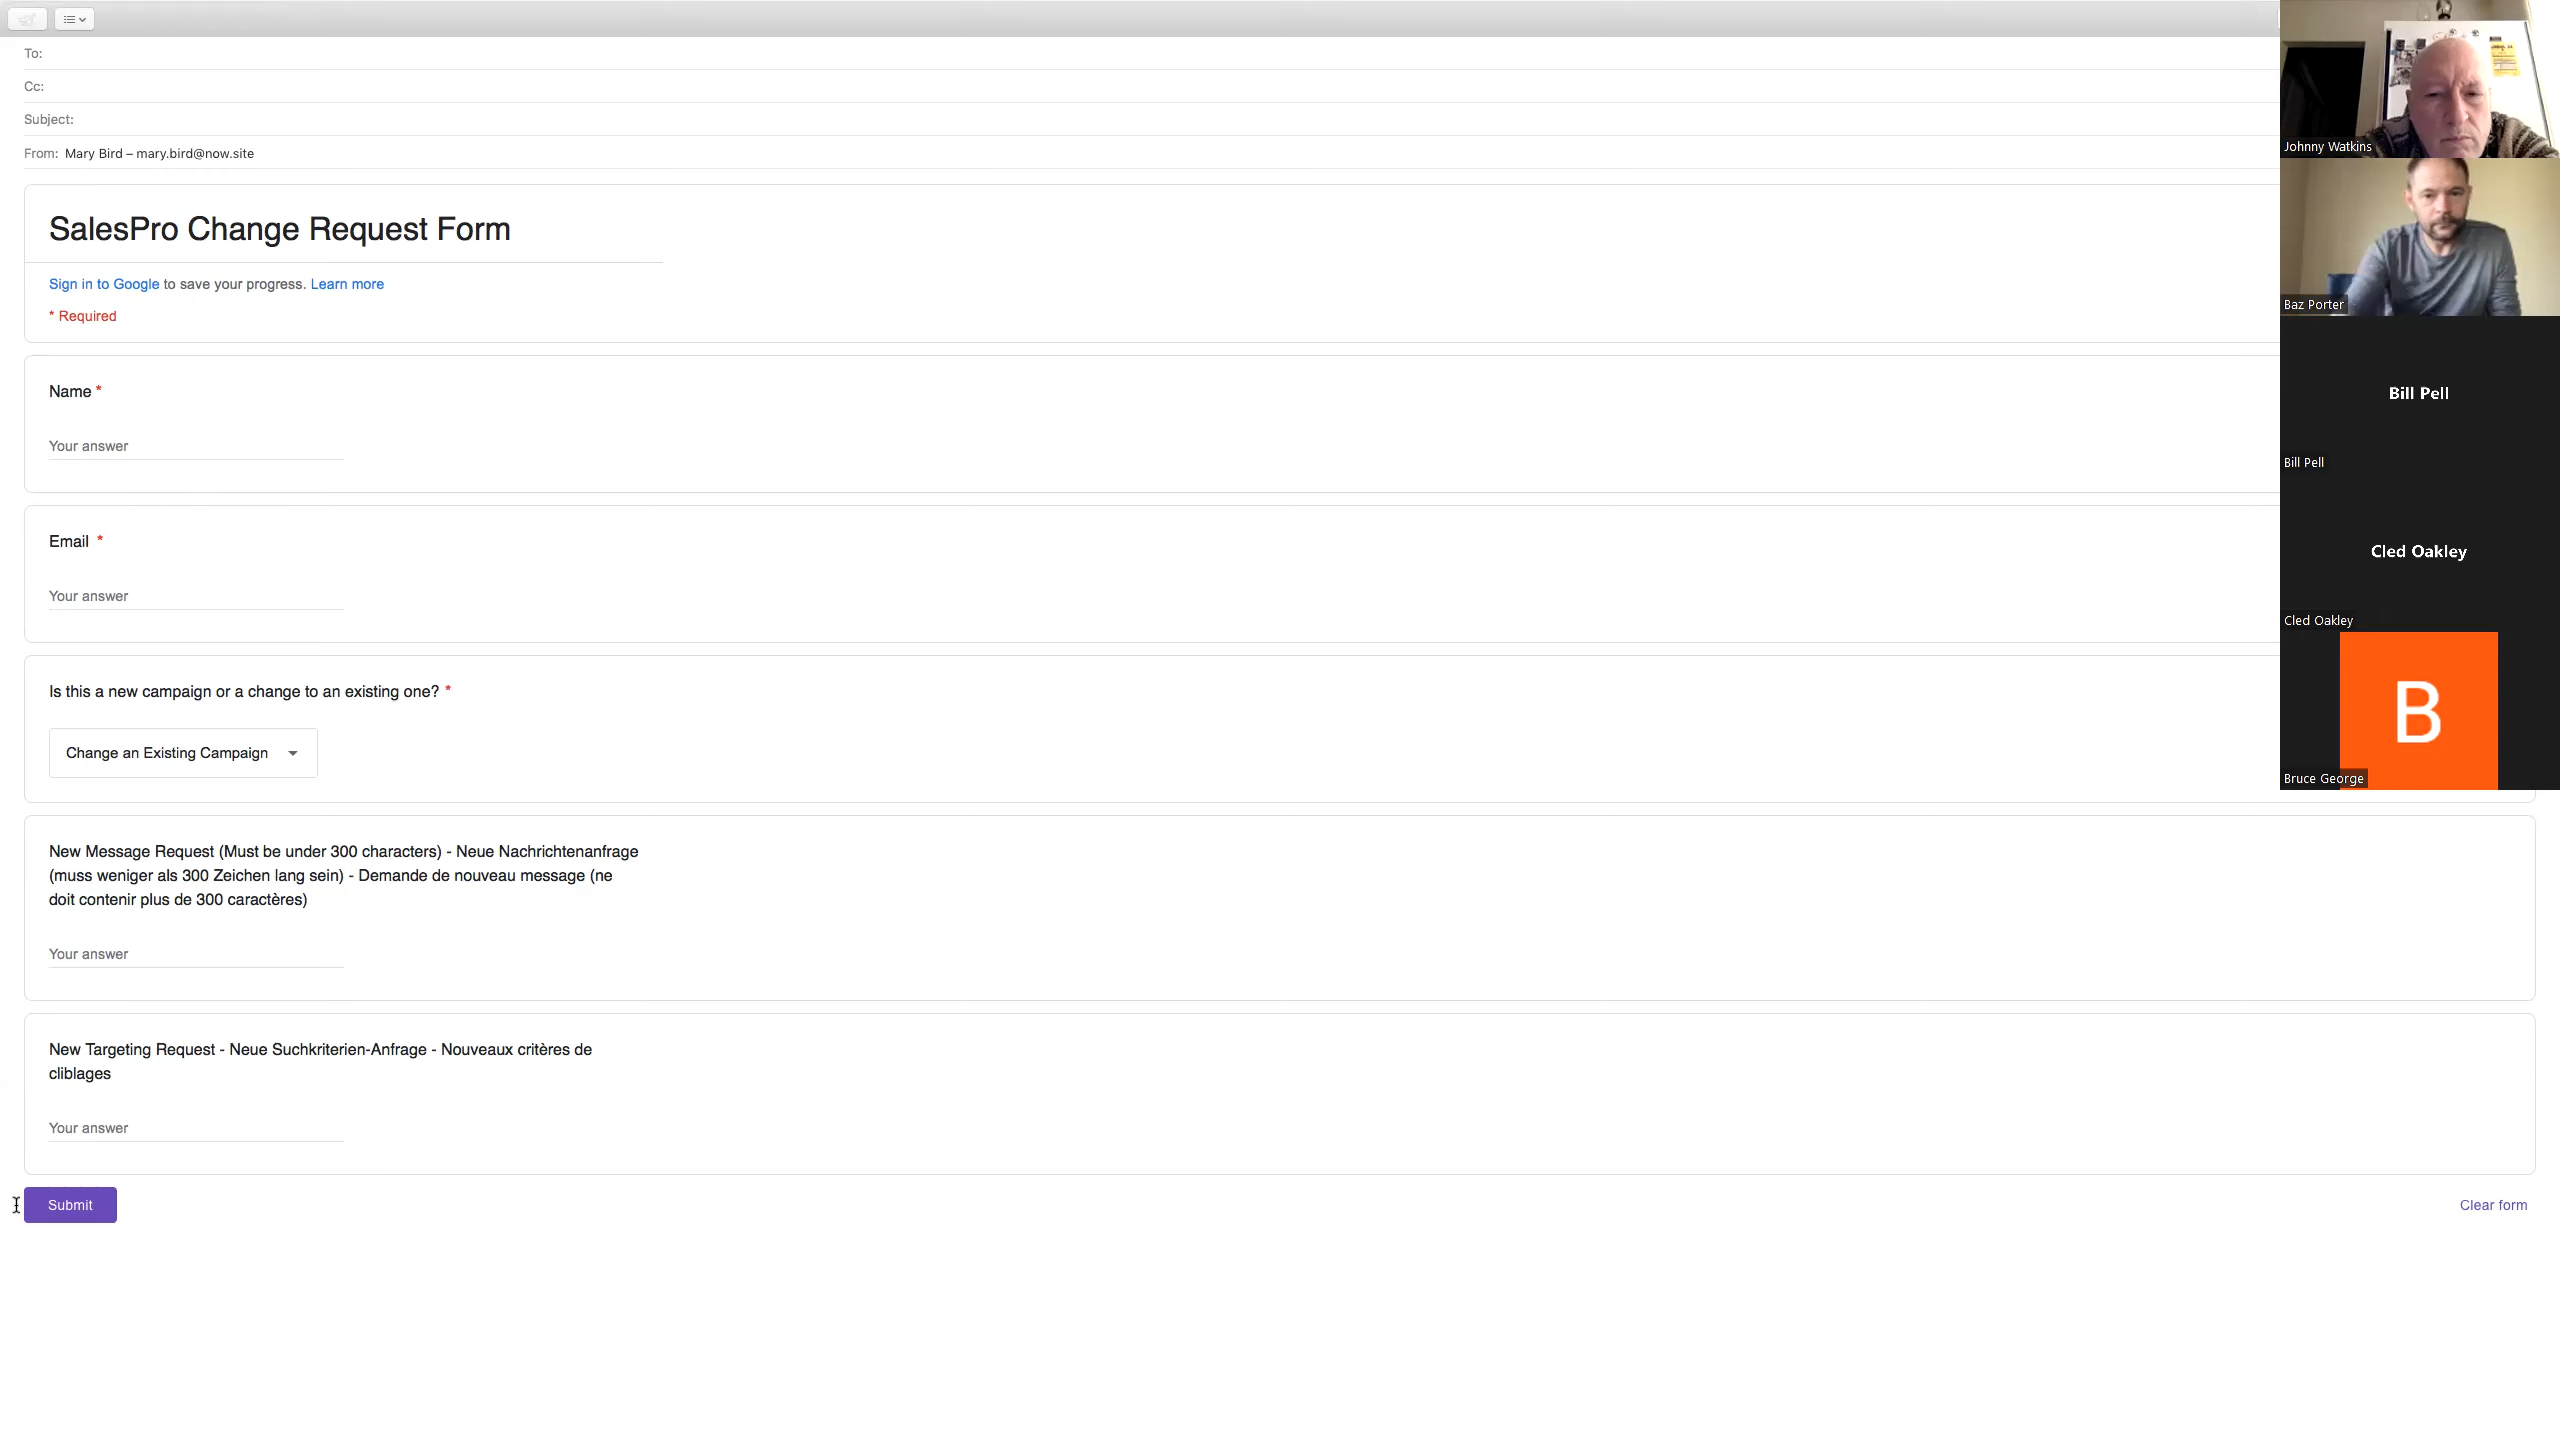 To:
Cc:
Subject:
From: Mary Bird – mary.bird@now.site
SalesPro Change Request Form
Sign in to Google to save your progress. Learn more
* Required
Name *
Your answer
Email *
Your answer
Is this a new campaign or a change to an existing one? *
Change an Existing Campaign
New Message Request (Must be under 300 characters) - Neue Nachrichtenanfrage
(muss weniger als 300 Zeichen lang sein) - Demande de nouveau message (ne
doit contenir plus de 300 caractères)
Your answer
New Targeting Request - Neue Suchkriterien-Anfrage - Nouveaux critères de
cliblages
Your answer
Submit
Clear form
Johnny Watkins
Baz Porter
Bill Pell
Bill Pell
Cled Oakley
Cled Oakley
B
Bruce George